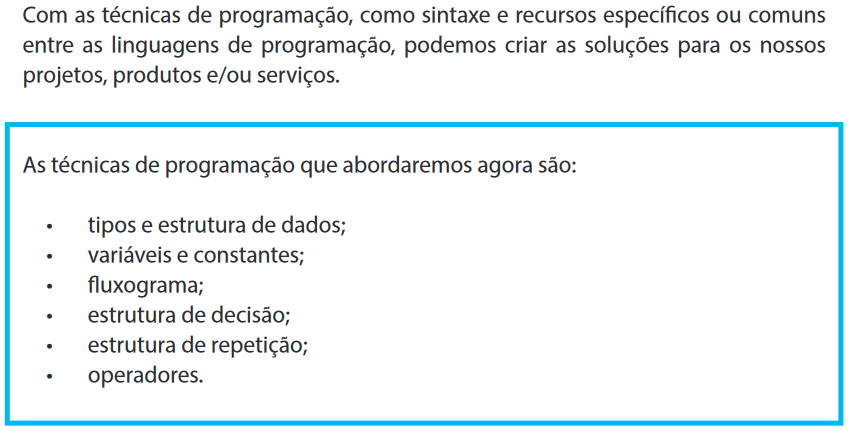 Com as técnicas de programação, como sintaxe e recursos específicos ou comuns
entre as linguagens de programação, podemos criar as soluções para os nossos
projetos, produtos e/ou serviços.
As técnicas de programação que abordaremos agora são:
• tipos e estrutura de dados;
• variáveis e constantes;
• fluxograma;
• estrutura de decisão;
• estrutura de repetição;
• operadores.